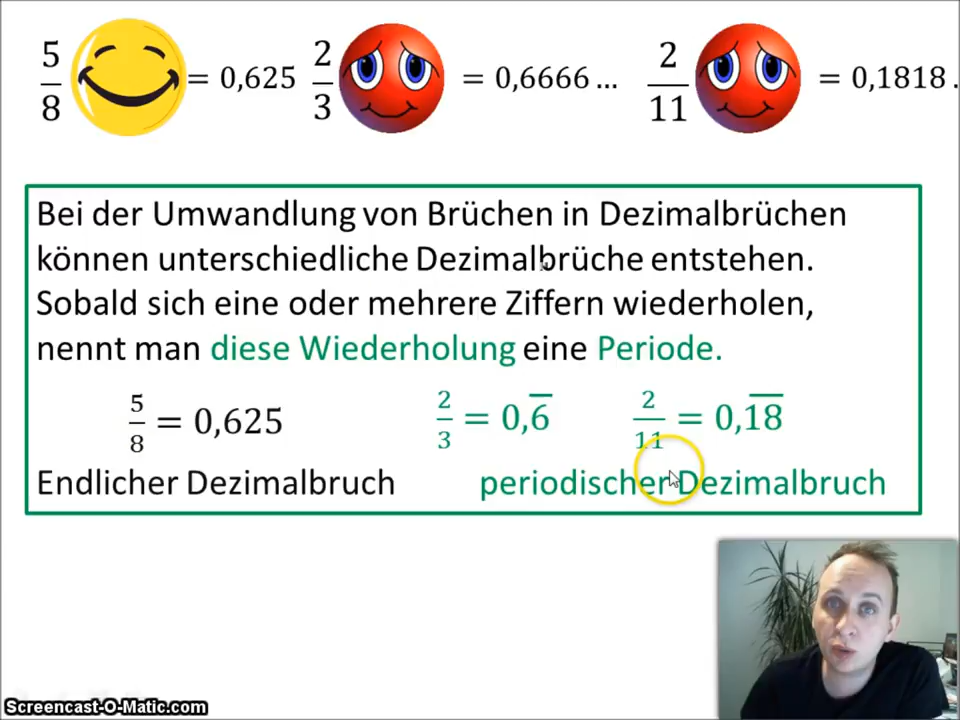 5/8 = 0,625 2/3 = 0,6666 ... 2/11 = 0,1818 .
Bei der Umwandlung von Brüchen in Dezimalbrüchen
können unterschiedliche Dezimalbrüche entstehen.
Sobald sich eine oder mehrere Ziffern wiederholen,
nennt man diese Wiederholung eine Periode.
5/8 = 0,625 2/3 = 0,6̅ 2/11 = 0,1̅8̅
Endlicher Dezimalbruch periodischer Dezimalbruch
Screencast-O-Matic.com